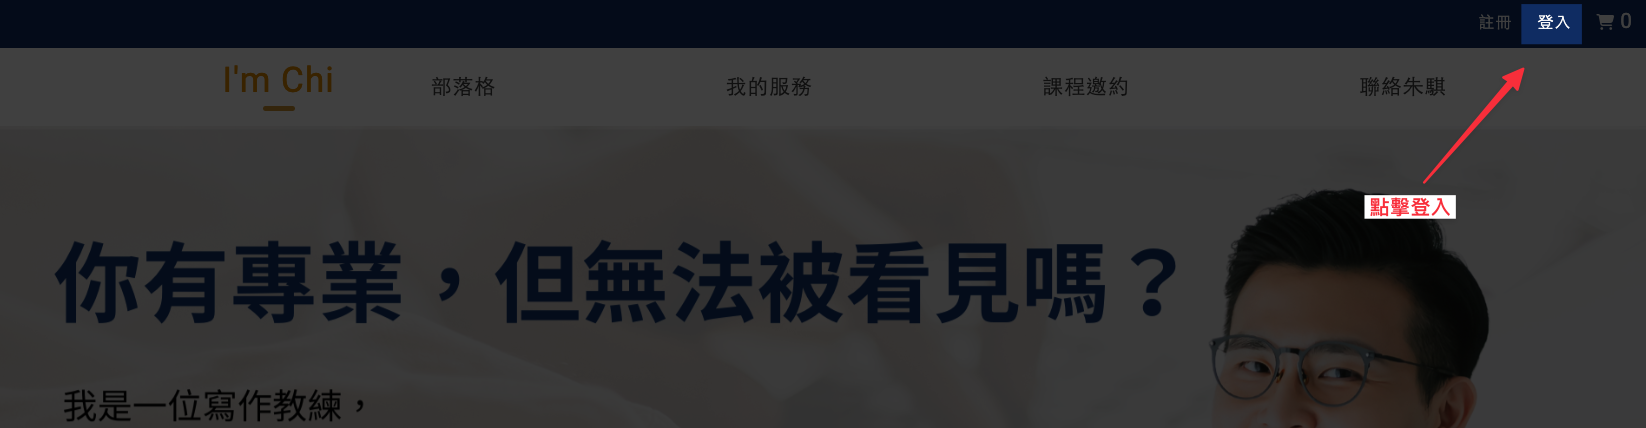 註冊 登入 0
I'm Chi 部落格 我的服務 課程邀約 聯絡朱騏
點擊登入
你有專業，但無法被看見嗎？
我是一位寫作教練，